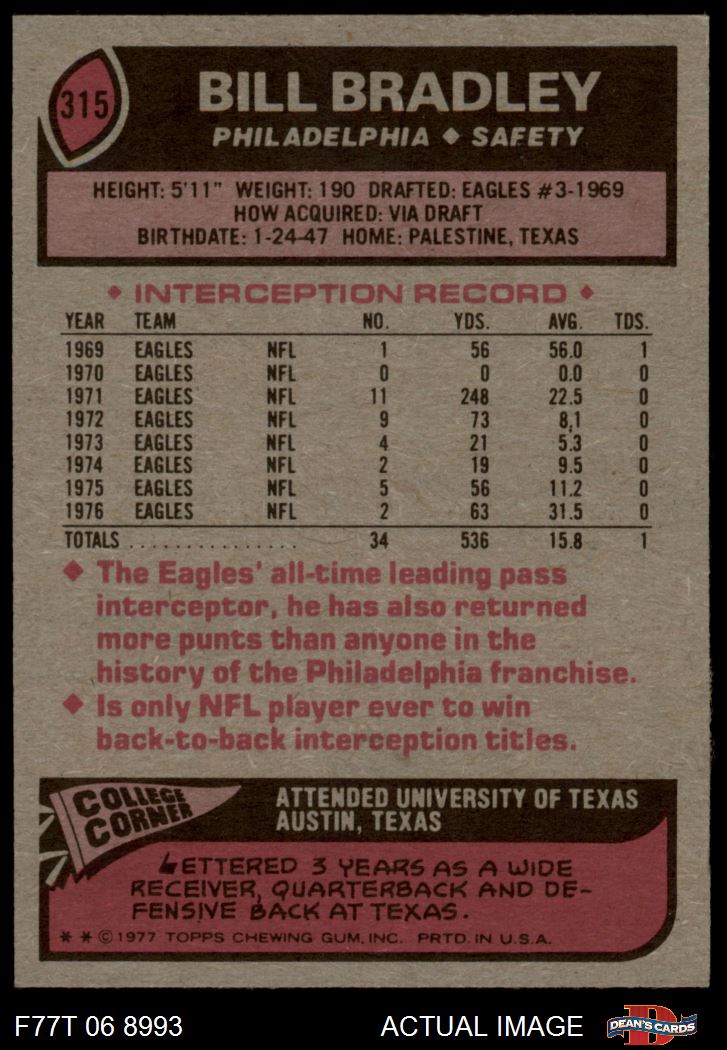 315
BILL BRADLEY
PHILADELPHIA ◆ SAFETY
HEIGHT: 5'11" WEIGHT: 190 DRAFTED: EAGLES #3-1969
HOW ACQUIRED: VIA DRAFT
BIRTHDATE: 1-24-47 HOME: PALESTINE, TEXAS
◆ INTERCEPTION RECORD ◆
YEAR TEAM NO. YDS. AVG. TDS.
1969 EAGLES NFL 1 56 56.0 1
1970 EAGLES NFL 0 0 0.0 0
1971 EAGLES NFL 11 248 22.5 0
1972 EAGLES NFL 9 73 8.1 0
1973 EAGLES NFL 4 21 5.3 0
1974 EAGLES NFL 2 19 9.5 0
1975 EAGLES NFL 5 56 11.2 0
1976 EAGLES NFL 2 63 31.5 0
TOTALS ............... 34 536 15.8 1
◆ The Eagles' all-time leading pass
interceptor, he has also returned
more punts than anyone in the
history of the Philadelphia franchise.
◆ Is only NFL player ever to win
back-to-back interception titles.
COLLEGE
CORNER
ATTENDED UNIVERSITY OF TEXAS
AUSTIN, TEXAS
LETTERED 3 YEARS AS A WIDE
RECEIVER, QUARTERBACK AND DE-
FENSIVE BACK AT TEXAS.
* * © 1977 TOPPS CHEWING GUM, INC. PRTD. IN U.S.A.
F77T 06 8993
ACTUAL IMAGE
D
DEAN'S CARDS